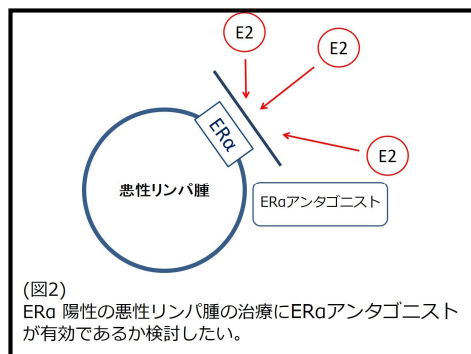 E2
E2
E2
ERα
悪性リンパ腫
ERαアンタゴニスト
(図2)
ERα 陽性の悪性リンパ腫の治療にERαアンタゴニスト
が有効であるか検討したい。